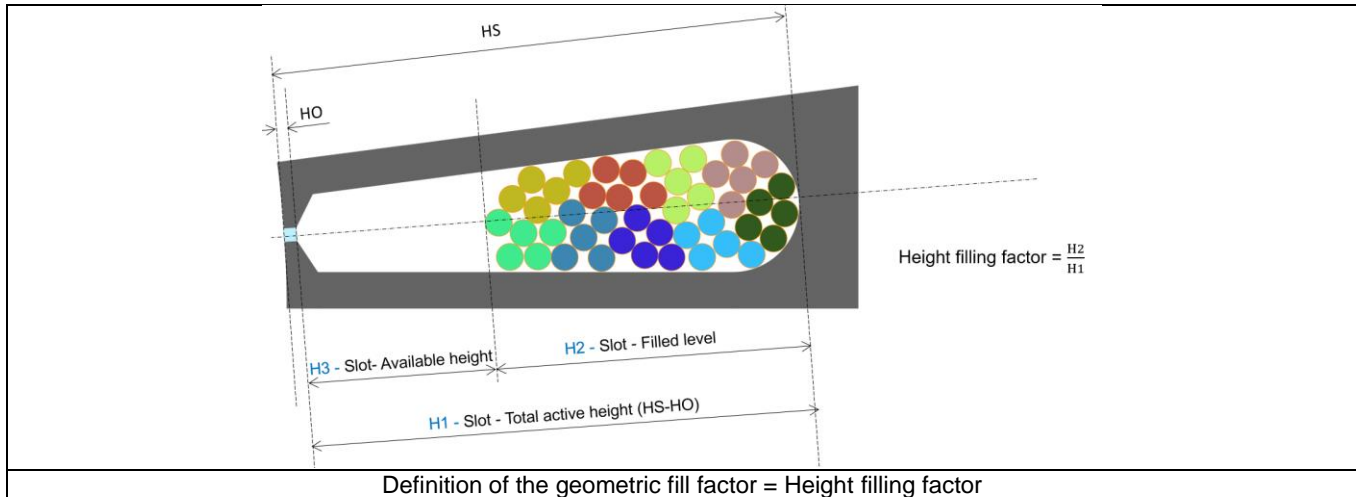 HS
HO
Height filling factor = H2/H1
H3 - Slot- Available height
H2 - Slot - Filled level
H1 - Slot - Total active height (HS-HO)
Definition of the geometric fill factor = Height filling factor